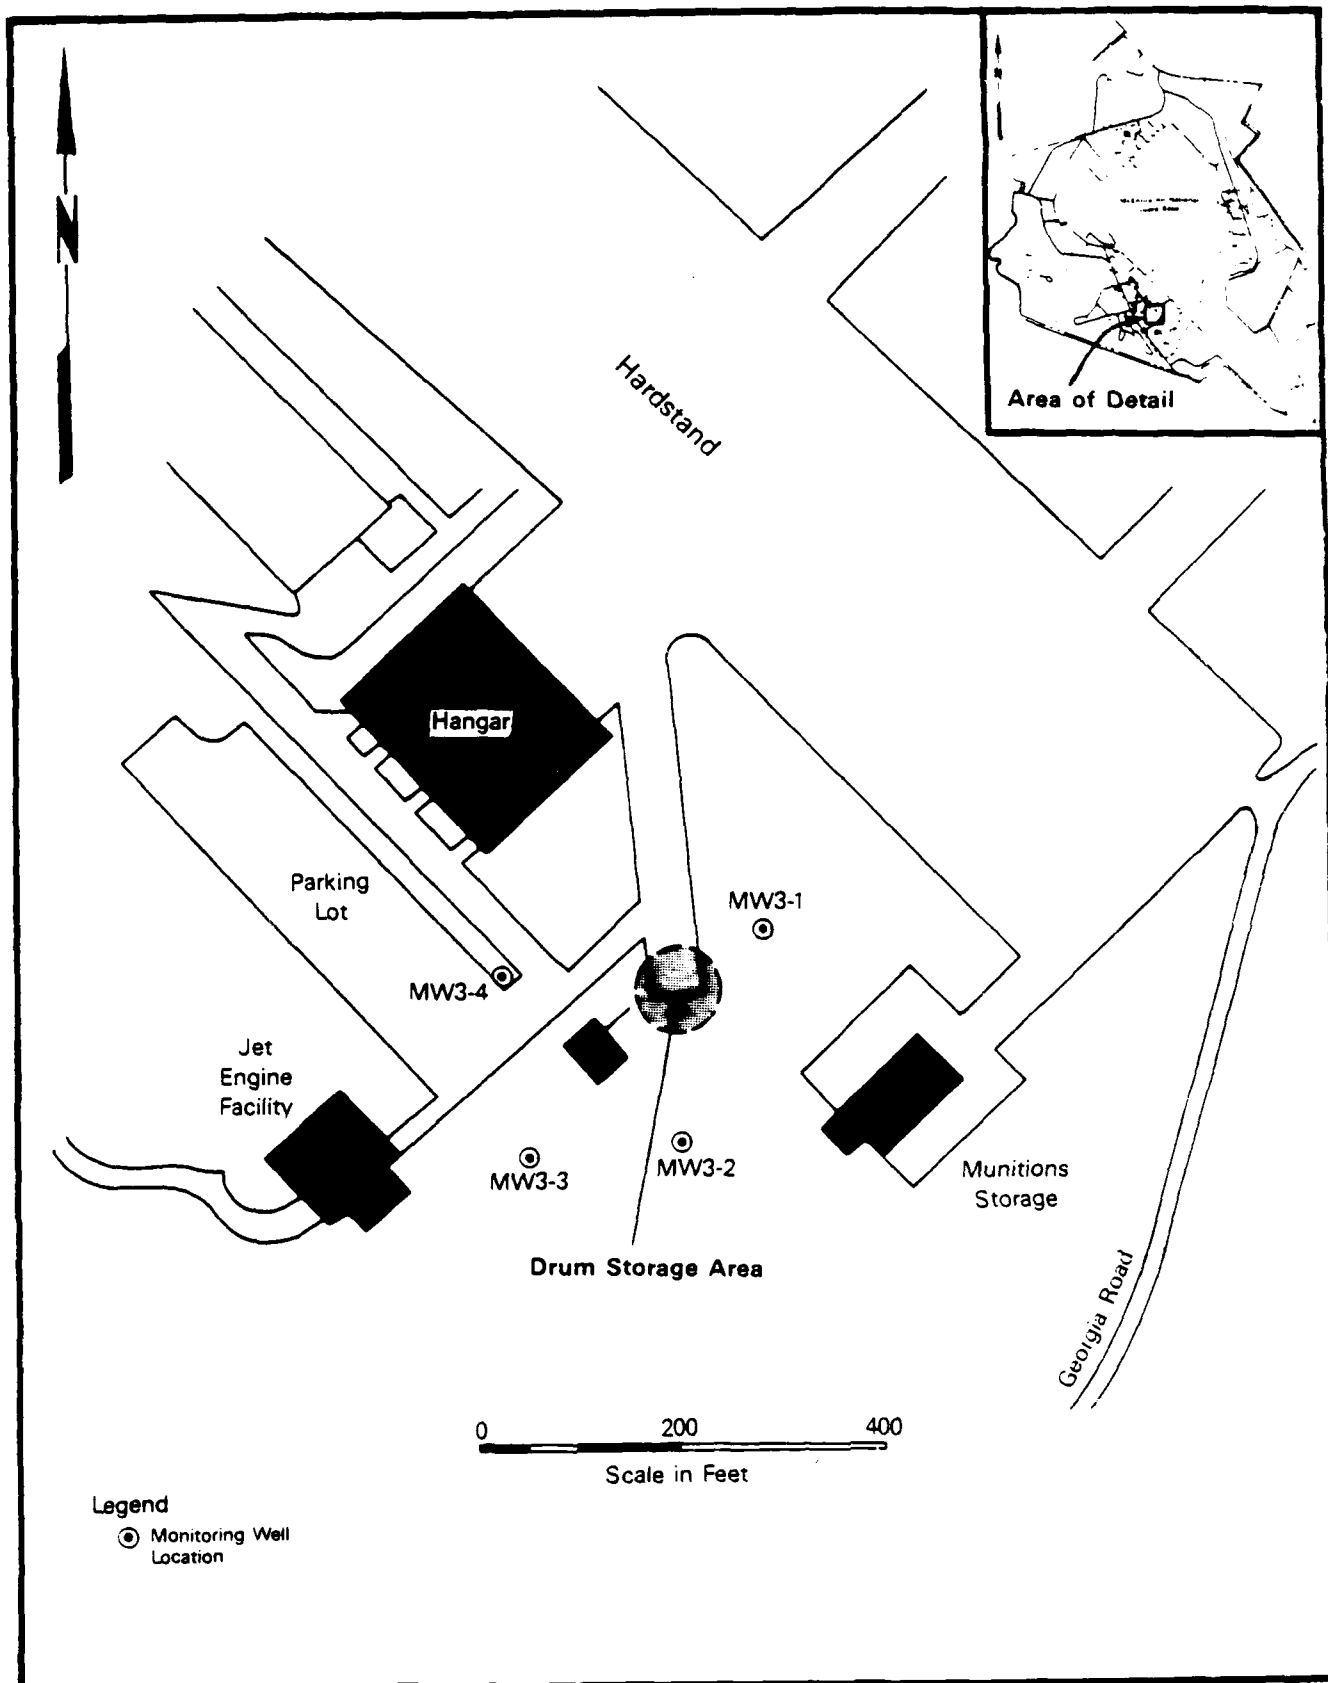 N
Area of Detail
Hardstand
Hangar
Parking
Lot
MW3-1
MW3-4
Jet
Engine
Facility
MW3-3
MW3-2
Munitions
Storage
Drum Storage Area
Georgia Road
0 200 400
Scale in Feet
Legend
Monitoring Well
Location